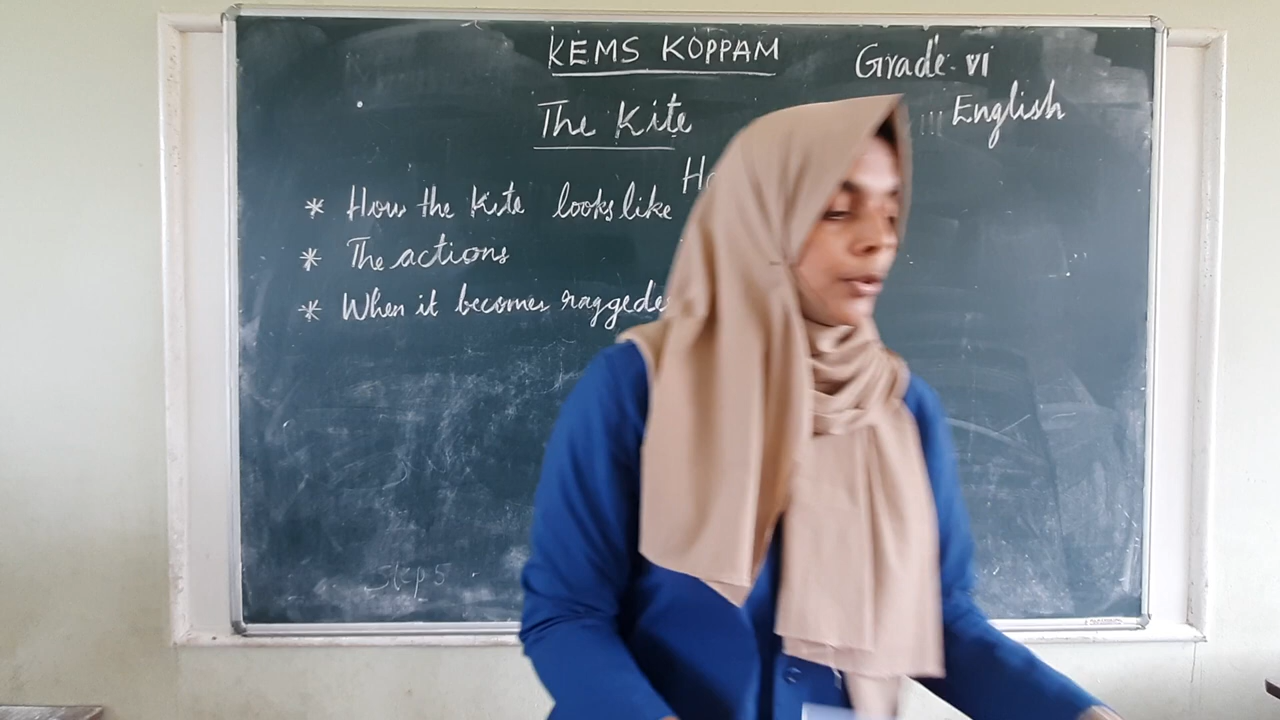 KEMS KOPPAM
Grade VI
The Kite
English
* How the Kite looks like
* The actions
* When it becomes
Step 5